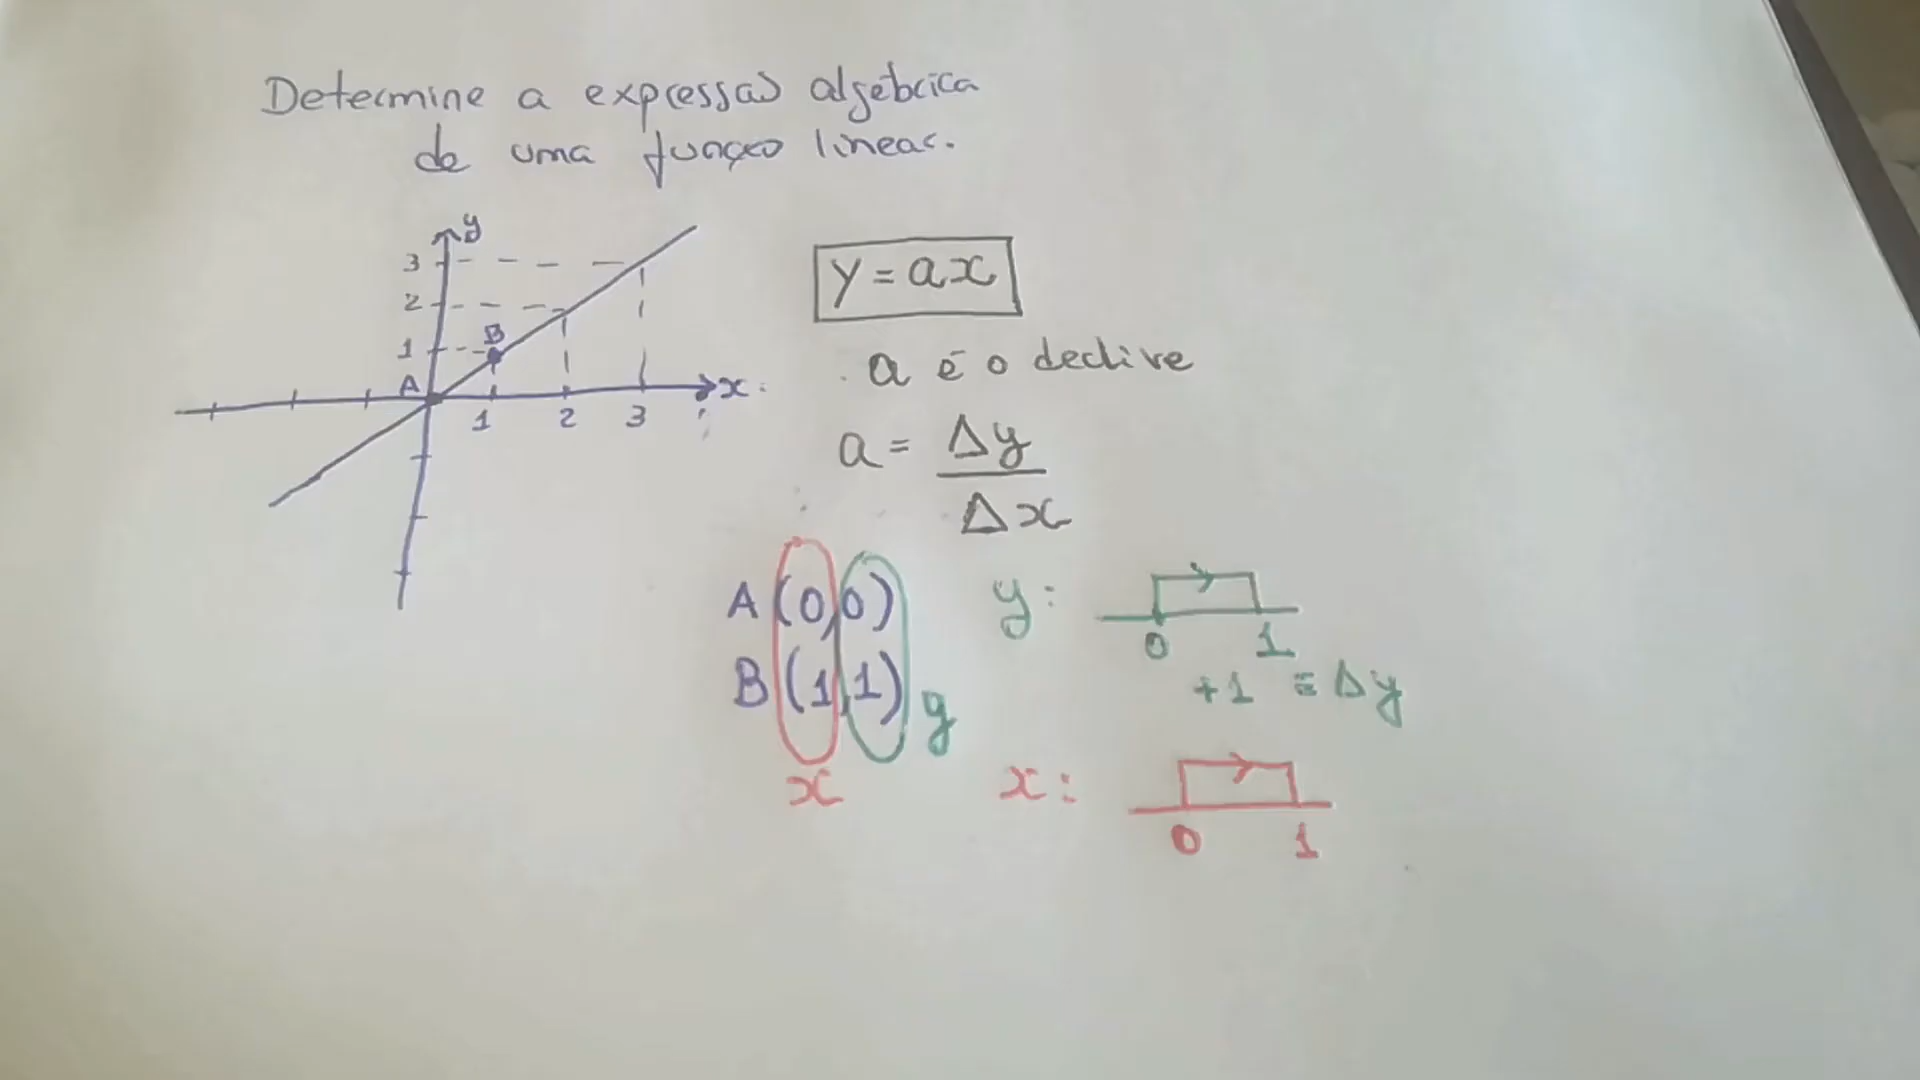 Determine a expressão algébrica
de uma função linear.
y
3
2
1
B
A
x
1 2 3
y = ax
a é o declive
a = Δy
Δx
A (0,0)
B (1,1)
x
y
y:
0 1
+1 = Δy
x:
0 1